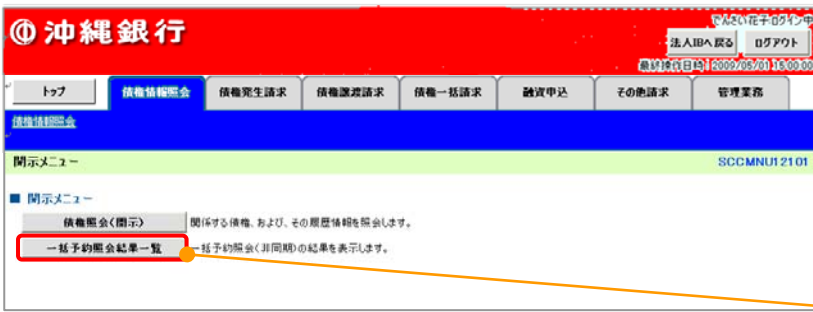 沖縄銀行
でんさい花子 ログイン中
法人IBへ戻る ログアウト
最終操作日時 2009/05/01 15:00:00
トップ 債権情報照会 債権発生請求 債権譲渡請求 債権一括請求 融資申込 その他請求 管理業務
債権情報照会
開示メニュー SCCMNU12101
■ 開示メニュー
債権照会(開示) 関係する債権、および、その履歴情報を照会します。
一括予約照会結果一覧 一括予約照会(非同期)の結果を表示します。